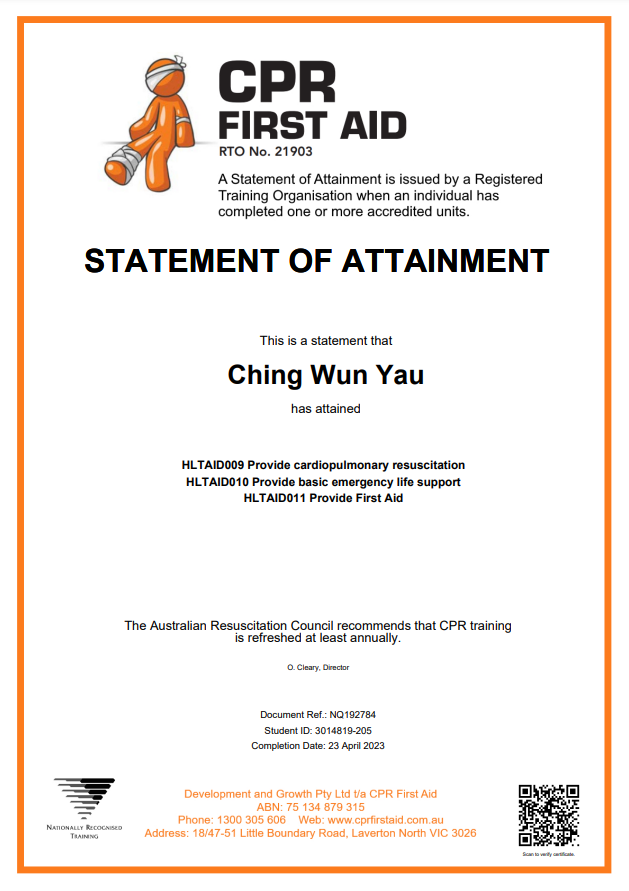 CPR
FIRST AID
RTO No. 21903
A Statement of Attainment is issued by a Registered
Training Organisation when an individual has
completed one or more accredited units.
STATEMENT OF ATTAINMENT
This is a statement that
Ching Wun Yau
has attained
HLTAID009 Provide cardiopulmonary resuscitation
HLTAID010 Provide basic emergency life support
HLTAID011 Provide First Aid
The Australian Resuscitation Council recommends that CPR training
is refreshed at least annually.
O. Cleary, Director
Document Ref.: NQ192784
Student ID: 3014819-205
Completion Date: 23 April 2023
NATIONALLY RECOGNISED
TRAINING
Development and Growth Pty Ltd t/a CPR First Aid
ABN: 75 134 879 315
Phone: 1300 305 606 Web: www.cprfirstaid.com.au
Address: 18/47-51 Little Boundary Road, Laverton North VIC 3026
Scan to verify certificate.